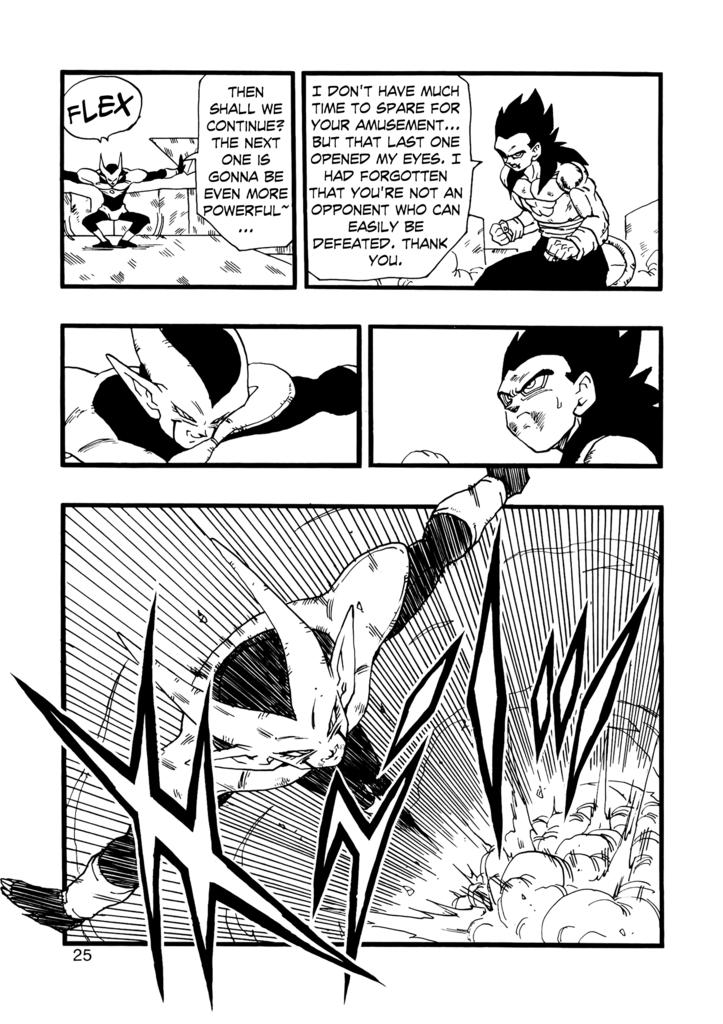 I DON'T HAVE MUCH
TIME TO SPARE FOR
YOUR AMUSEMENT...
BUT THAT LAST ONE
OPENED MY EYES. I
HAD FORGOTTEN
THAT YOU'RE NOT AN
OPPONENT WHO CAN
EASILY BE
DEFEATED. THANK
YOU.
THEN
SHALL WE
CONTINUE?
THE NEXT
ONE IS
GONNA BE
EVEN MORE
POWERFUL~
...
FLEX
25